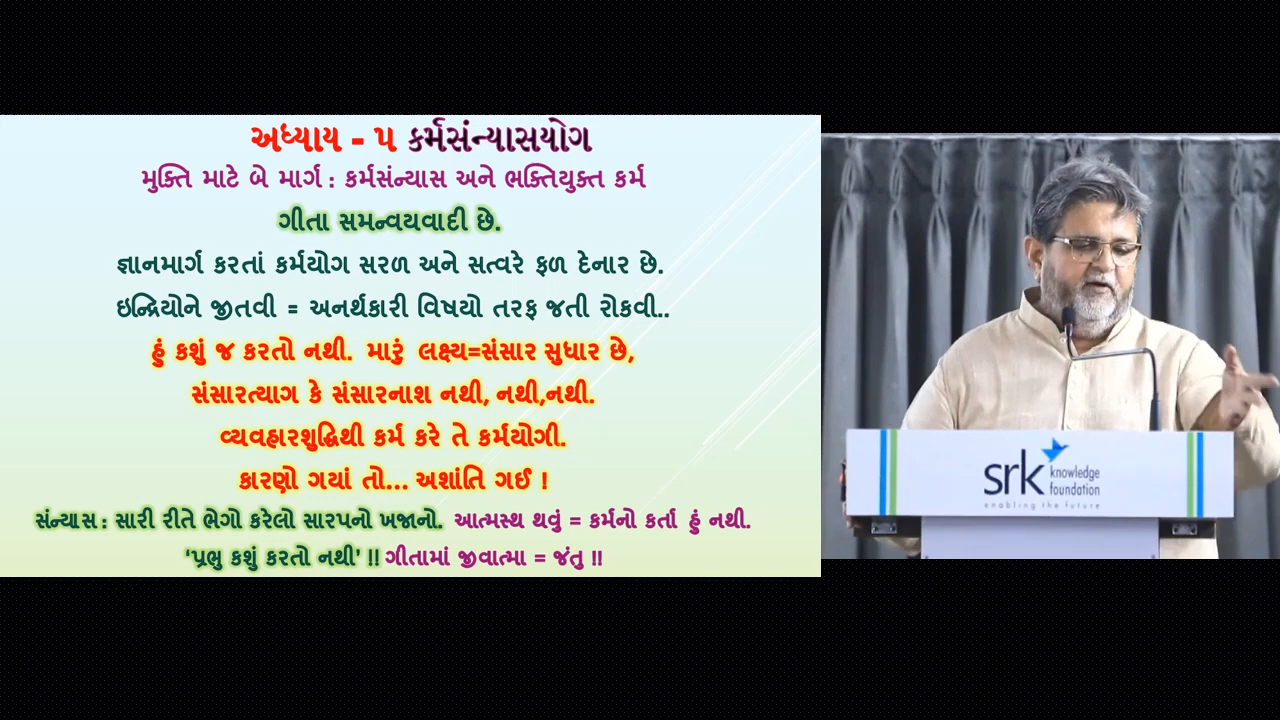 અધ્યાય - ૫ કર્મસંન્યાસયોગ
મુક્તિ માટે બે માર્ગ : કર્મસંન્યાસ અને ભક્તિયુક્ત કર્મ
ગીતા સમન્વયવાદી છે.
જ્ઞાનમાર્ગ કરતાં કર્મયોગ સરળ અને સત્વરે ફળ દેનાર છે.
ઇન્દ્રિયોને જીતવી = અનર્થકારી વિષયો તરફ જતી રોકવી..
હું કશું જ કરતો નથી. મારું લક્ષ્ય=સંસાર સુધાર છે,
સંસારત્યાગ કે સંસારનાશ નથી, નથી,નથી.
વ્યવહારશુદ્ધિથી કર્મ કરે તે કર્મયોગી.
કારણો ગયાં તો... અશાંતિ ગઈ !
સંન્યાસ : સારી રીતે ભેગો કરેલો સારપનો ખજાનો. આત્મસ્થ થવું = કર્મનો કર્તા હું નથી.
‘પ્રભુ કશું કરતો નથી’ !! ગીતામાં જીવાત્મા = જંતુ !!
srk knowledge foundation
enabling the future